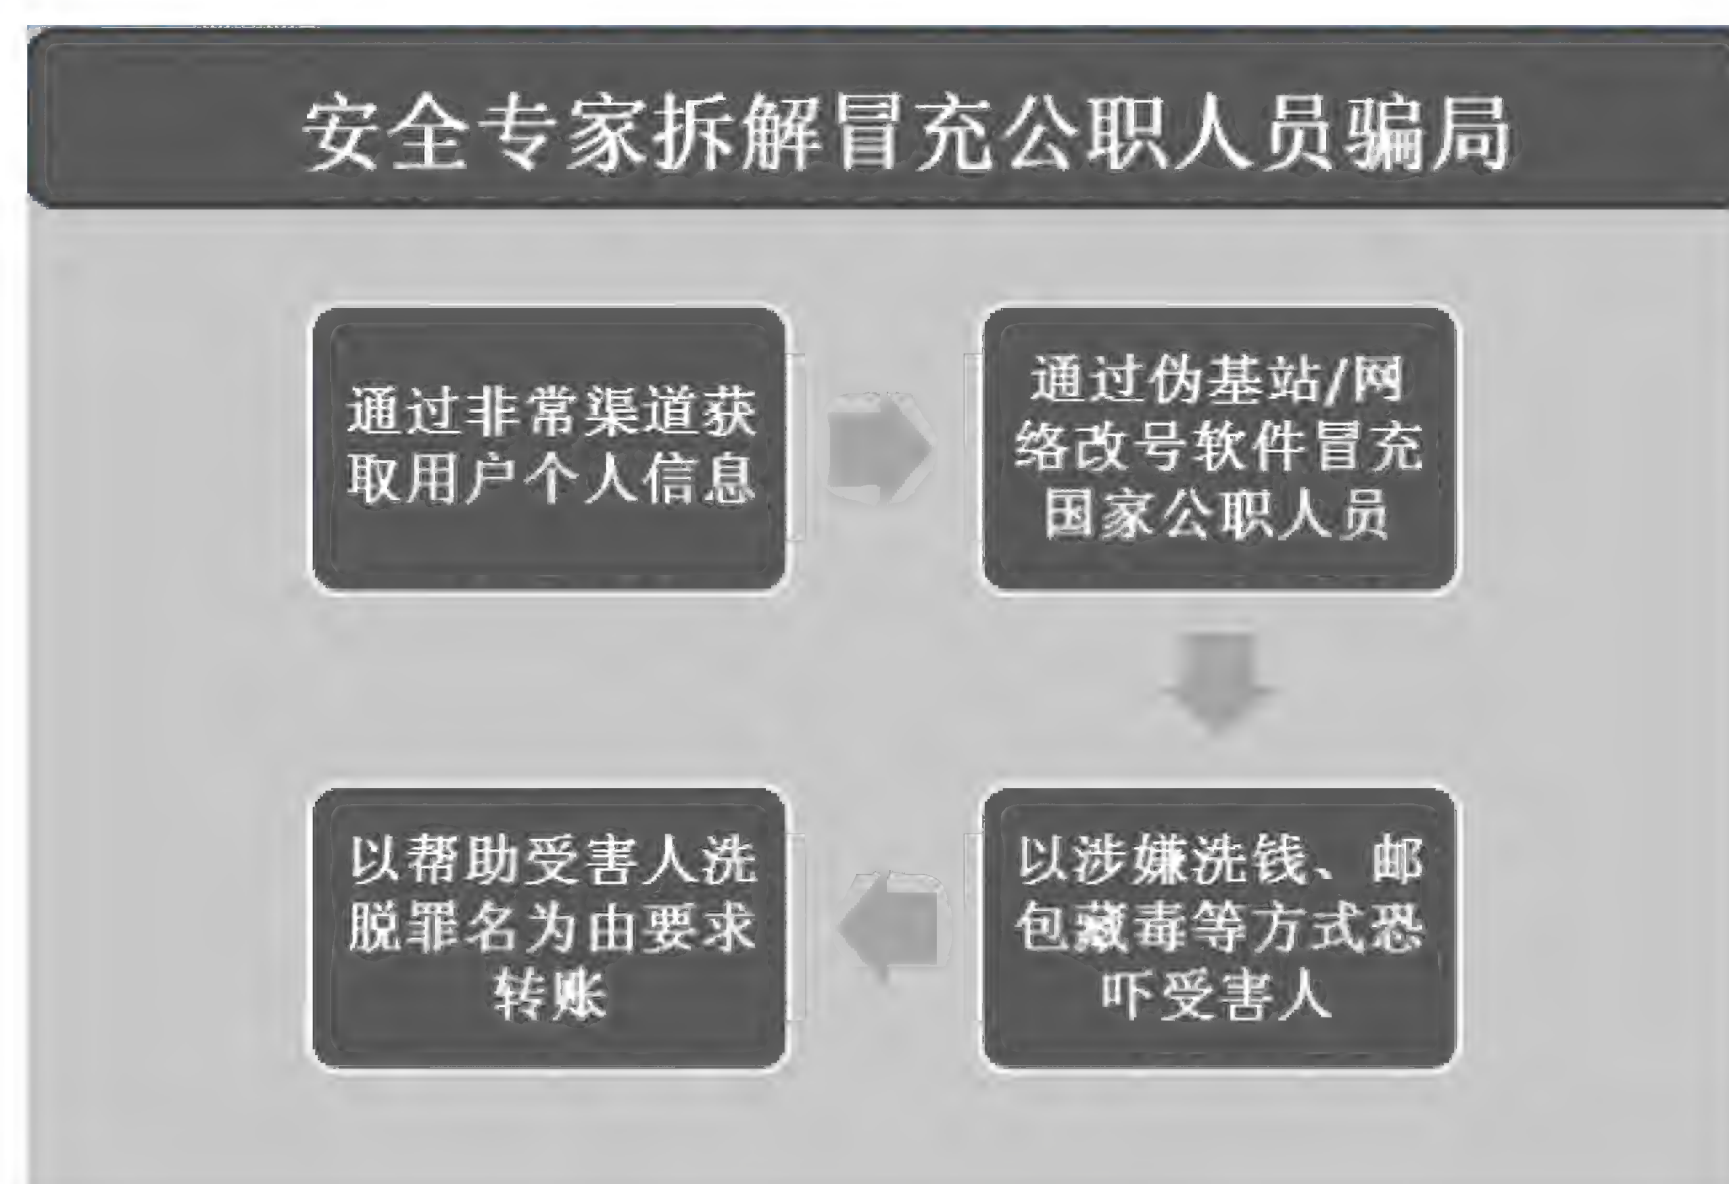 安全专家拆解冒充公职人员骗局
通过非常渠道获
取用户个人信息
通过伪基站/网
络改号软件冒充
国家公职人员
以涉嫌洗钱、邮
包藏毒等方式恐
吓受害人
以帮助受害人洗
脱罪名为由要求
转账